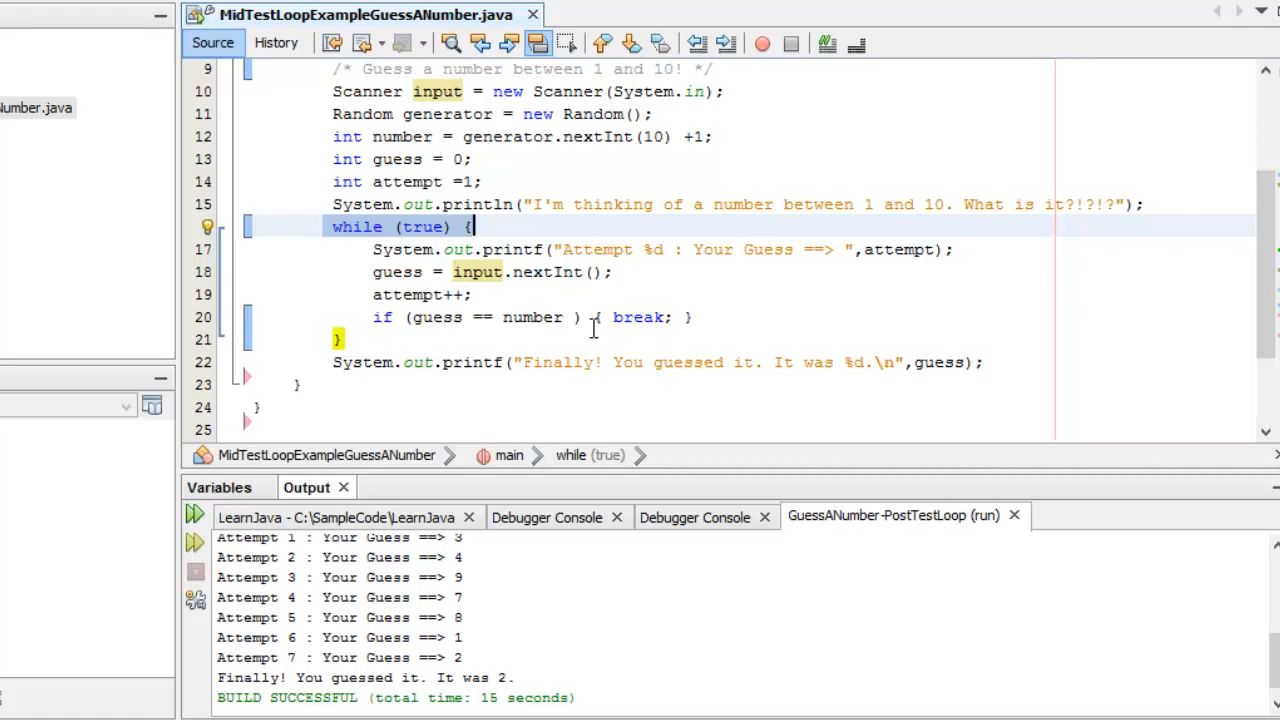 MidTestLoopExampleGuessANumber.java
Source History
Number.java
9 /* Guess a number between 1 and 10! */
10 Scanner input = new Scanner(System.in);
11 Random generator = new Random();
12 int number = generator.nextInt(10) +1;
13 int guess = 0;
14 int attempt =1;
15 System.out.println("I'm thinking of a number between 1 and 10. What is it?!?!?");
while (true) {
17 System.out.printf("Attempt %d : Your Guess ==> ",attempt);
18 guess = input.nextInt();
19 attempt++;
20 if (guess == number ) { break; }
21 }
22 System.out.printf("Finally! You guessed it. It was %d.\n",guess);
23 }
24 }
25
MidTestLoopExampleGuessANumber main while (true)
Variables Output
LearnJava - C:\SampleCode\LearnJava Debugger Console Debugger Console GuessANumber-PostTestLoop (run)
Attempt 1 : Your Guess ==> 3
Attempt 2 : Your Guess ==> 4
Attempt 3 : Your Guess ==> 9
Attempt 4 : Your Guess ==> 7
Attempt 5 : Your Guess ==> 8
Attempt 6 : Your Guess ==> 1
Attempt 7 : Your Guess ==> 2
Finally! You guessed it. It was 2.
BUILD SUCCESSFUL (total time: 15 seconds)